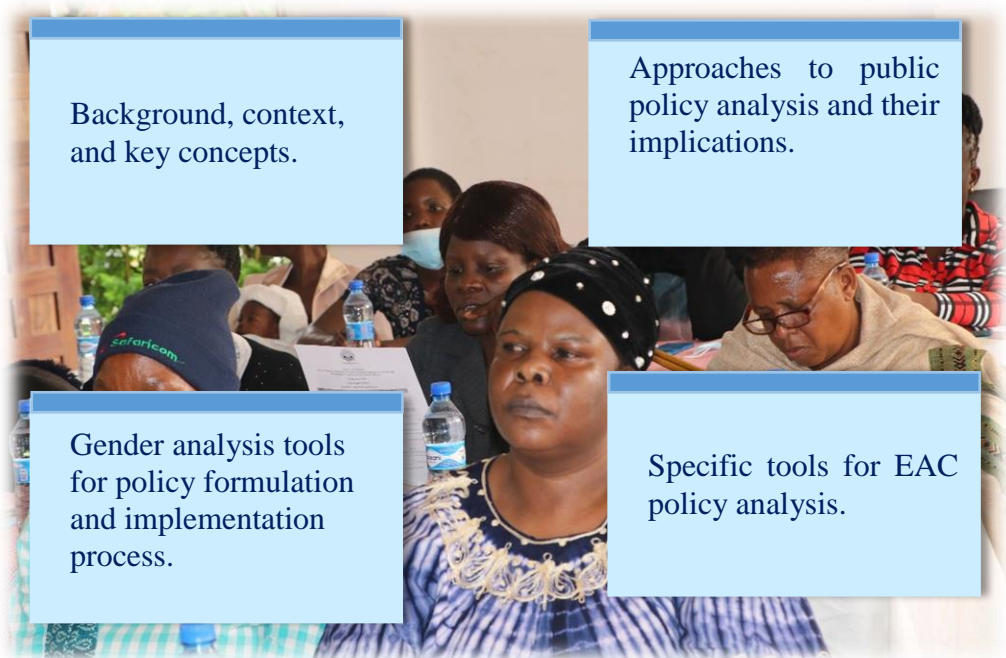 Background, context,
and key concepts.
Approaches to public
policy analysis and their
implications.
Safaricom
Gender analysis tools
for policy formulation
and implementation
process.
Specific tools for EAC
policy analysis.